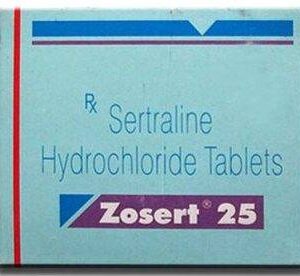 Rx Sertraline
Hydrochloride Tablets
Zosert® 25